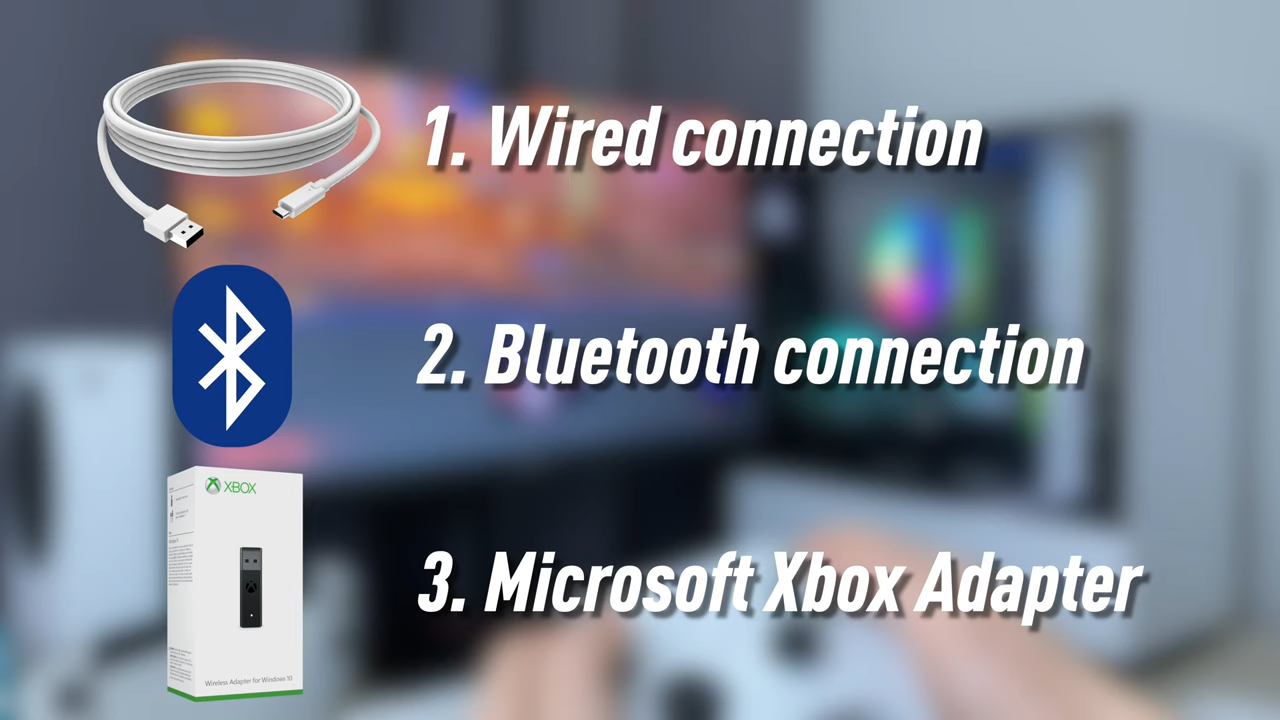 1. Wired connection
2. Bluetooth connection
XBOX
3. Microsoft Xbox Adapter
Wireless Adapter for Windows 10